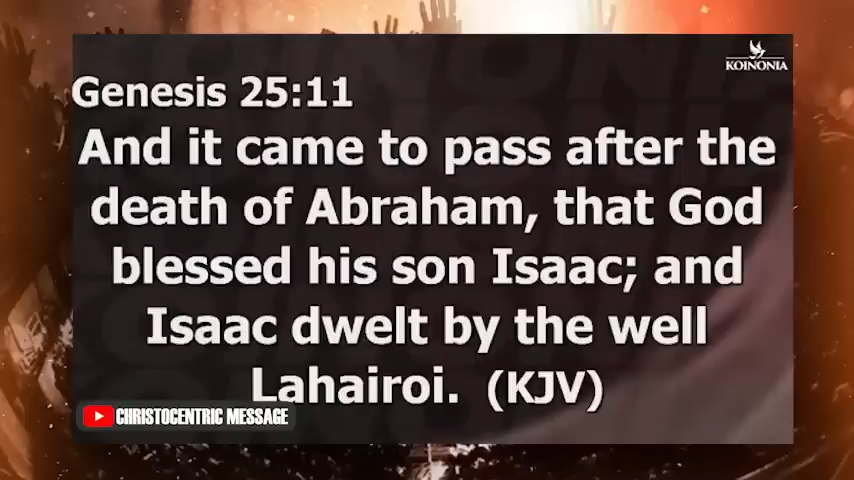 KOINONIA
Genesis 25:11
And it came to pass after the
death of Abraham, that God
blessed his son Isaac; and
Isaac dwelt by the well
Lahairoi. (KJV)
CHRISTOCENTRIC MESSAGE